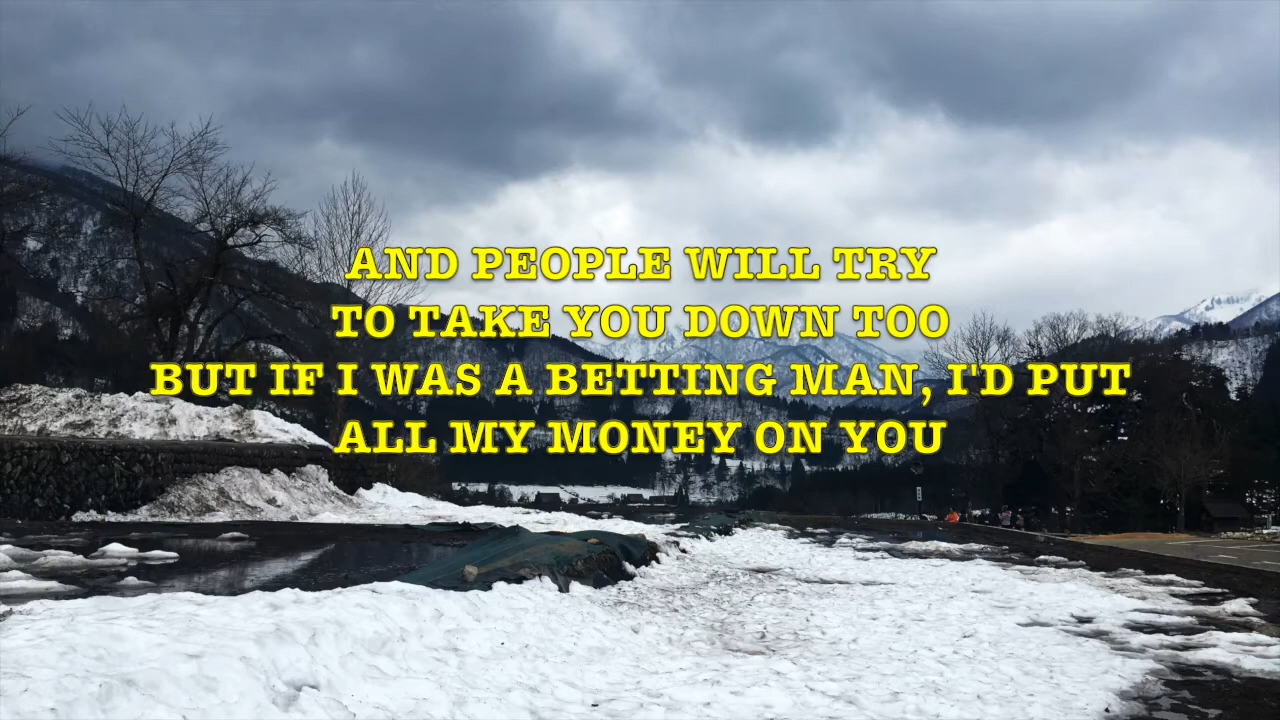 AND PEOPLE WILL TRY
TO TAKE YOU DOWN TOO
BUT IF I WAS A BETTING MAN, I'D PUT
ALL MY MONEY ON YOU